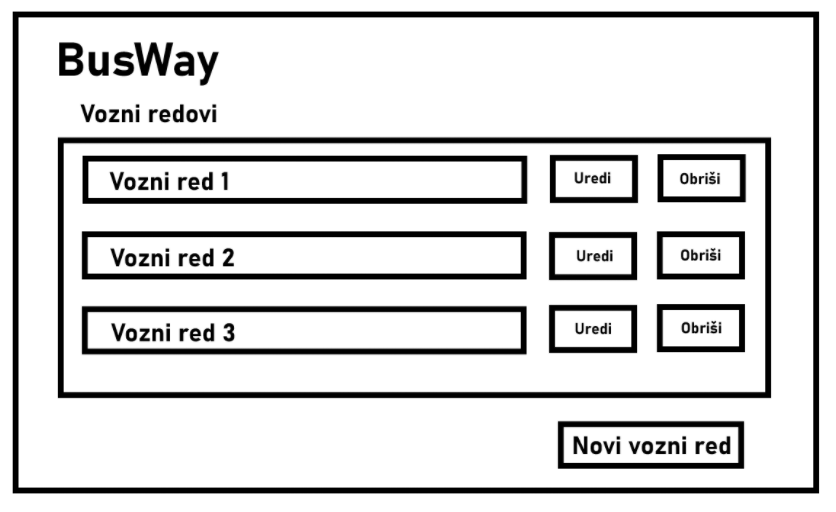 BusWay
Vozni redovi
Vozni red 1 Uredi Obriši
Vozni red 2 Uredi Obriši
Vozni red 3 Uredi Obriši
Novi vozni red